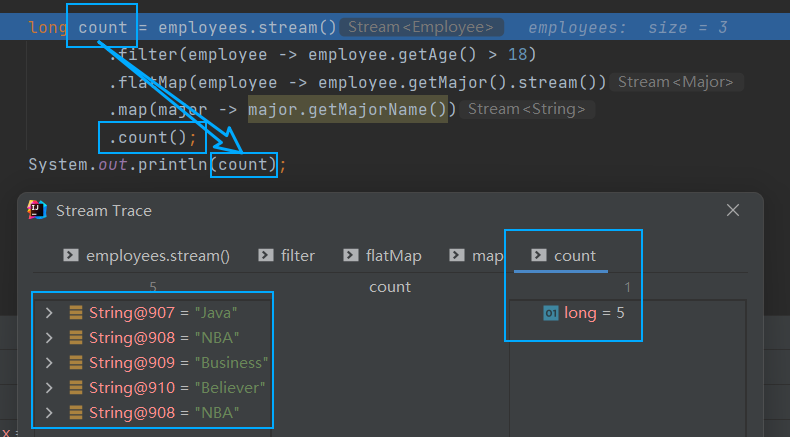 long count = employees.stream() Stream<Employee> employees: size = 3
.filter(employee -> employee.getAge() > 18)
.flatMap(employee -> employee.getMajor().stream()) Stream<Major>
.map(major -> major.getMajorName()) Stream<String>
.count();
System.out.println(count);
IJ Stream Trace
employees.stream() filter flatMap map count
5 count 1
String@907 = "Java" 01 long = 5
String@908 = "NBA"
String@909 = "Business"
String@910 = "Believer"
String@908 = "NBA"
x =